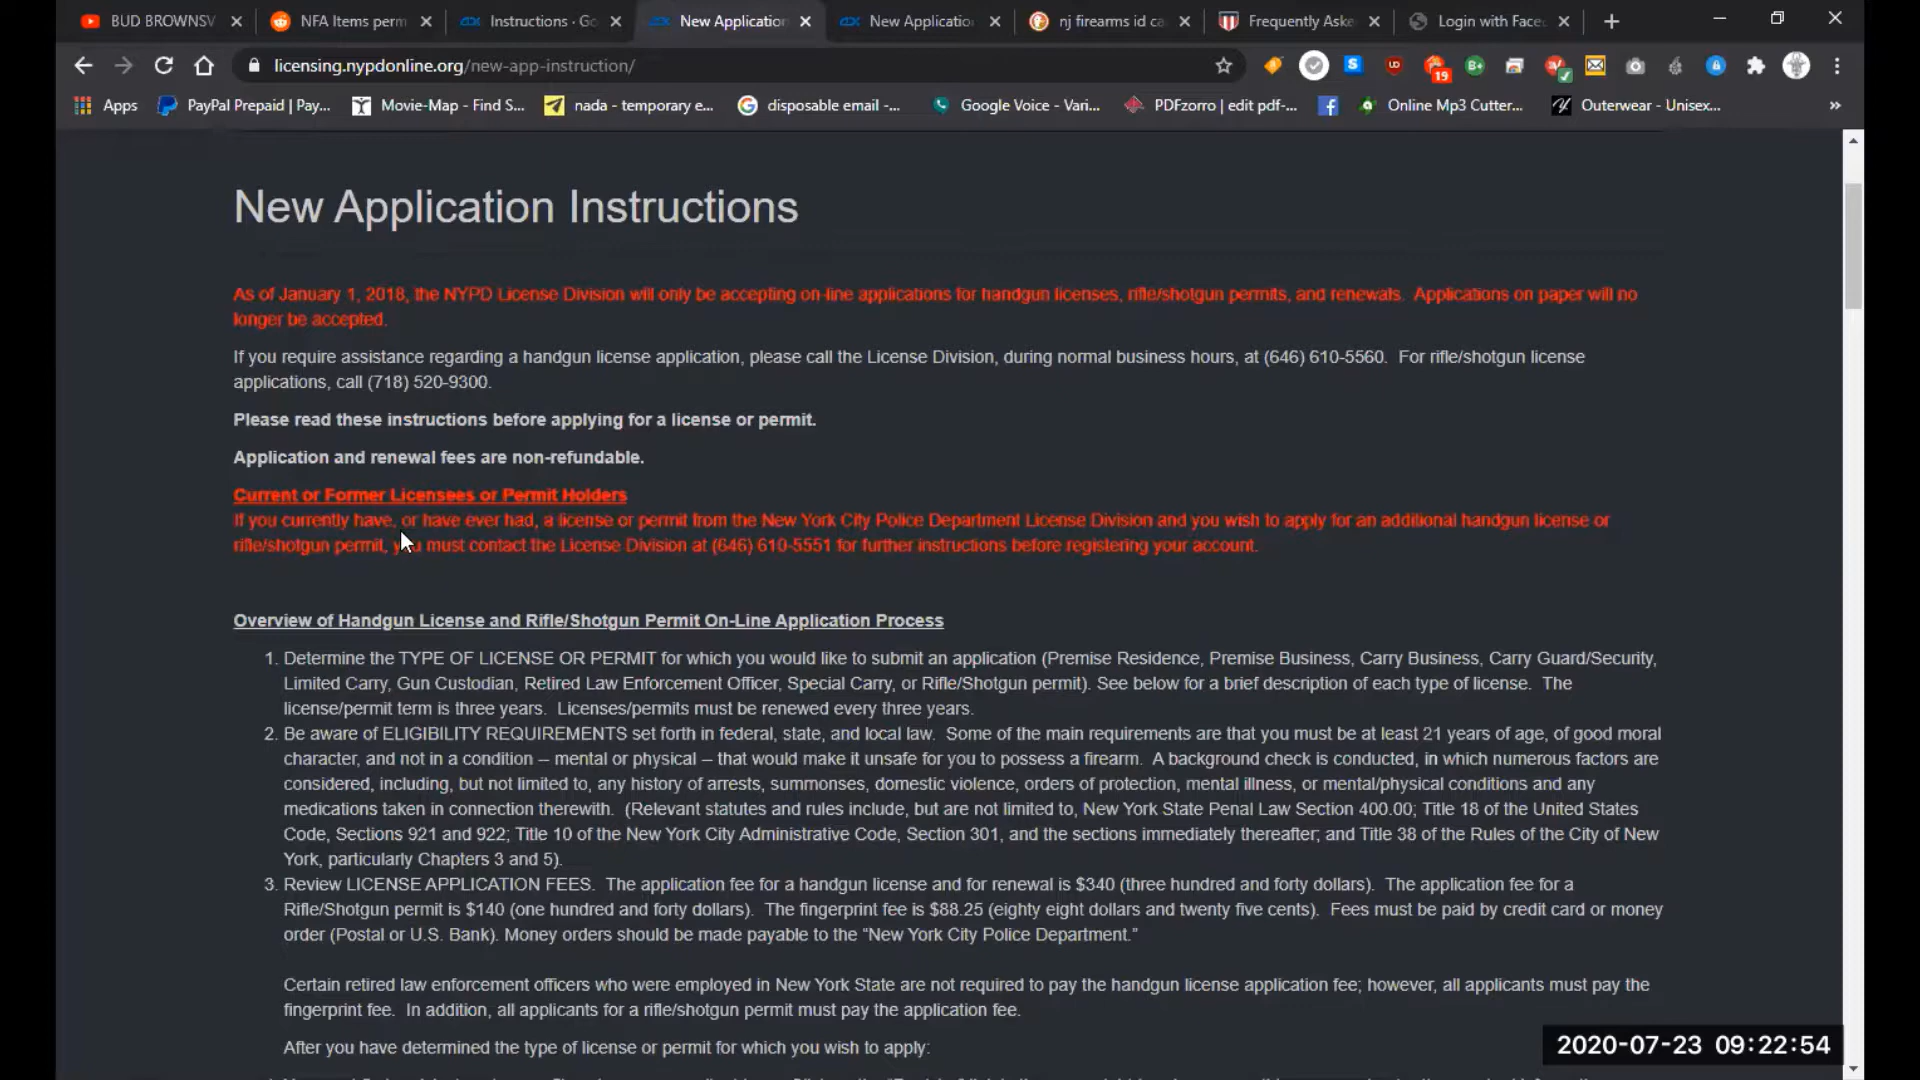 BUD BROWNSV
NFA Items perm
Instructions · Go
New Application
New Applicatio
nj firearms id ca
Frequently Aske
Login with Face
licensing.nypdonline.org/new-app-instruction/
19
Apps
PayPal Prepaid | Pay...
Movie-Map - Find S...
nada - temporary e...
disposable email -...
Google Voice - Vari...
PDFzorro | edit pdf-...
Online Mp3 Cutter...
Outerwear - Unisex...
New Application Instructions
As of January 1, 2018, the NYPD License Division will only be accepting on-line applications for handgun licenses, rifle/shotgun permits, and renewals. Applications on paper will no
longer be accepted.
If you require assistance regarding a handgun license application, please call the License Division, during normal business hours, at (646) 610-5560. For rifle/shotgun license
applications, call (718) 520-9300.
Please read these instructions before applying for a license or permit.
Application and renewal fees are non-refundable.
Current or Former Licensees or Permit Holders
If you currently have, or have ever had, a license or permit from the New York City Police Department License Division and you wish to apply for an additional handgun license or
rifle/shotgun permit, you must contact the License Division at (646) 610-5551 for further instructions before registering your account.
Overview of Handgun License and Rifle/Shotgun Permit On-Line Application Process
1. Determine the TYPE OF LICENSE OR PERMIT for which you would like to submit an application (Premise Residence, Premise Business, Carry Business, Carry Guard/Security,
Limited Carry, Gun Custodian, Retired Law Enforcement Officer, Special Carry, or Rifle/Shotgun permit). See below for a brief description of each type of license. The
license/permit term is three years. Licenses/permits must be renewed every three years.
2. Be aware of ELIGIBILITY REQUIREMENTS set forth in federal, state, and local law. Some of the main requirements are that you must be at least 21 years of age, of good moral
character, and not in a condition – mental or physical – that would make it unsafe for you to possess a firearm. A background check is conducted, in which numerous factors are
considered, including, but not limited to, any history of arrests, summonses, domestic violence, orders of protection, mental illness, or mental/physical conditions and any
medications taken in connection therewith. (Relevant statutes and rules include, but are not limited to, New York State Penal Law Section 400.00; Title 18 of the United States
Code, Sections 921 and 922; Title 10 of the New York City Administrative Code, Section 301, and the sections immediately thereafter; and Title 38 of the Rules of the City of New
York, particularly Chapters 3 and 5).
3. Review LICENSE APPLICATION FEES. The application fee for a handgun license and for renewal is $340 (three hundred and forty dollars). The application fee for a
Rifle/Shotgun permit is $140 (one hundred and forty dollars). The fingerprint fee is $88.25 (eighty eight dollars and twenty five cents). Fees must be paid by credit card or money
order (Postal or U.S. Bank). Money orders should be made payable to the “New York City Police Department.”
Certain retired law enforcement officers who were employed in New York State are not required to pay the handgun license application fee; however, all applicants must pay the
fingerprint fee. In addition, all applicants for a rifle/shotgun permit must pay the application fee.
After you have determined the type of license or permit for which you wish to apply:
2020-07-23 09:22:54